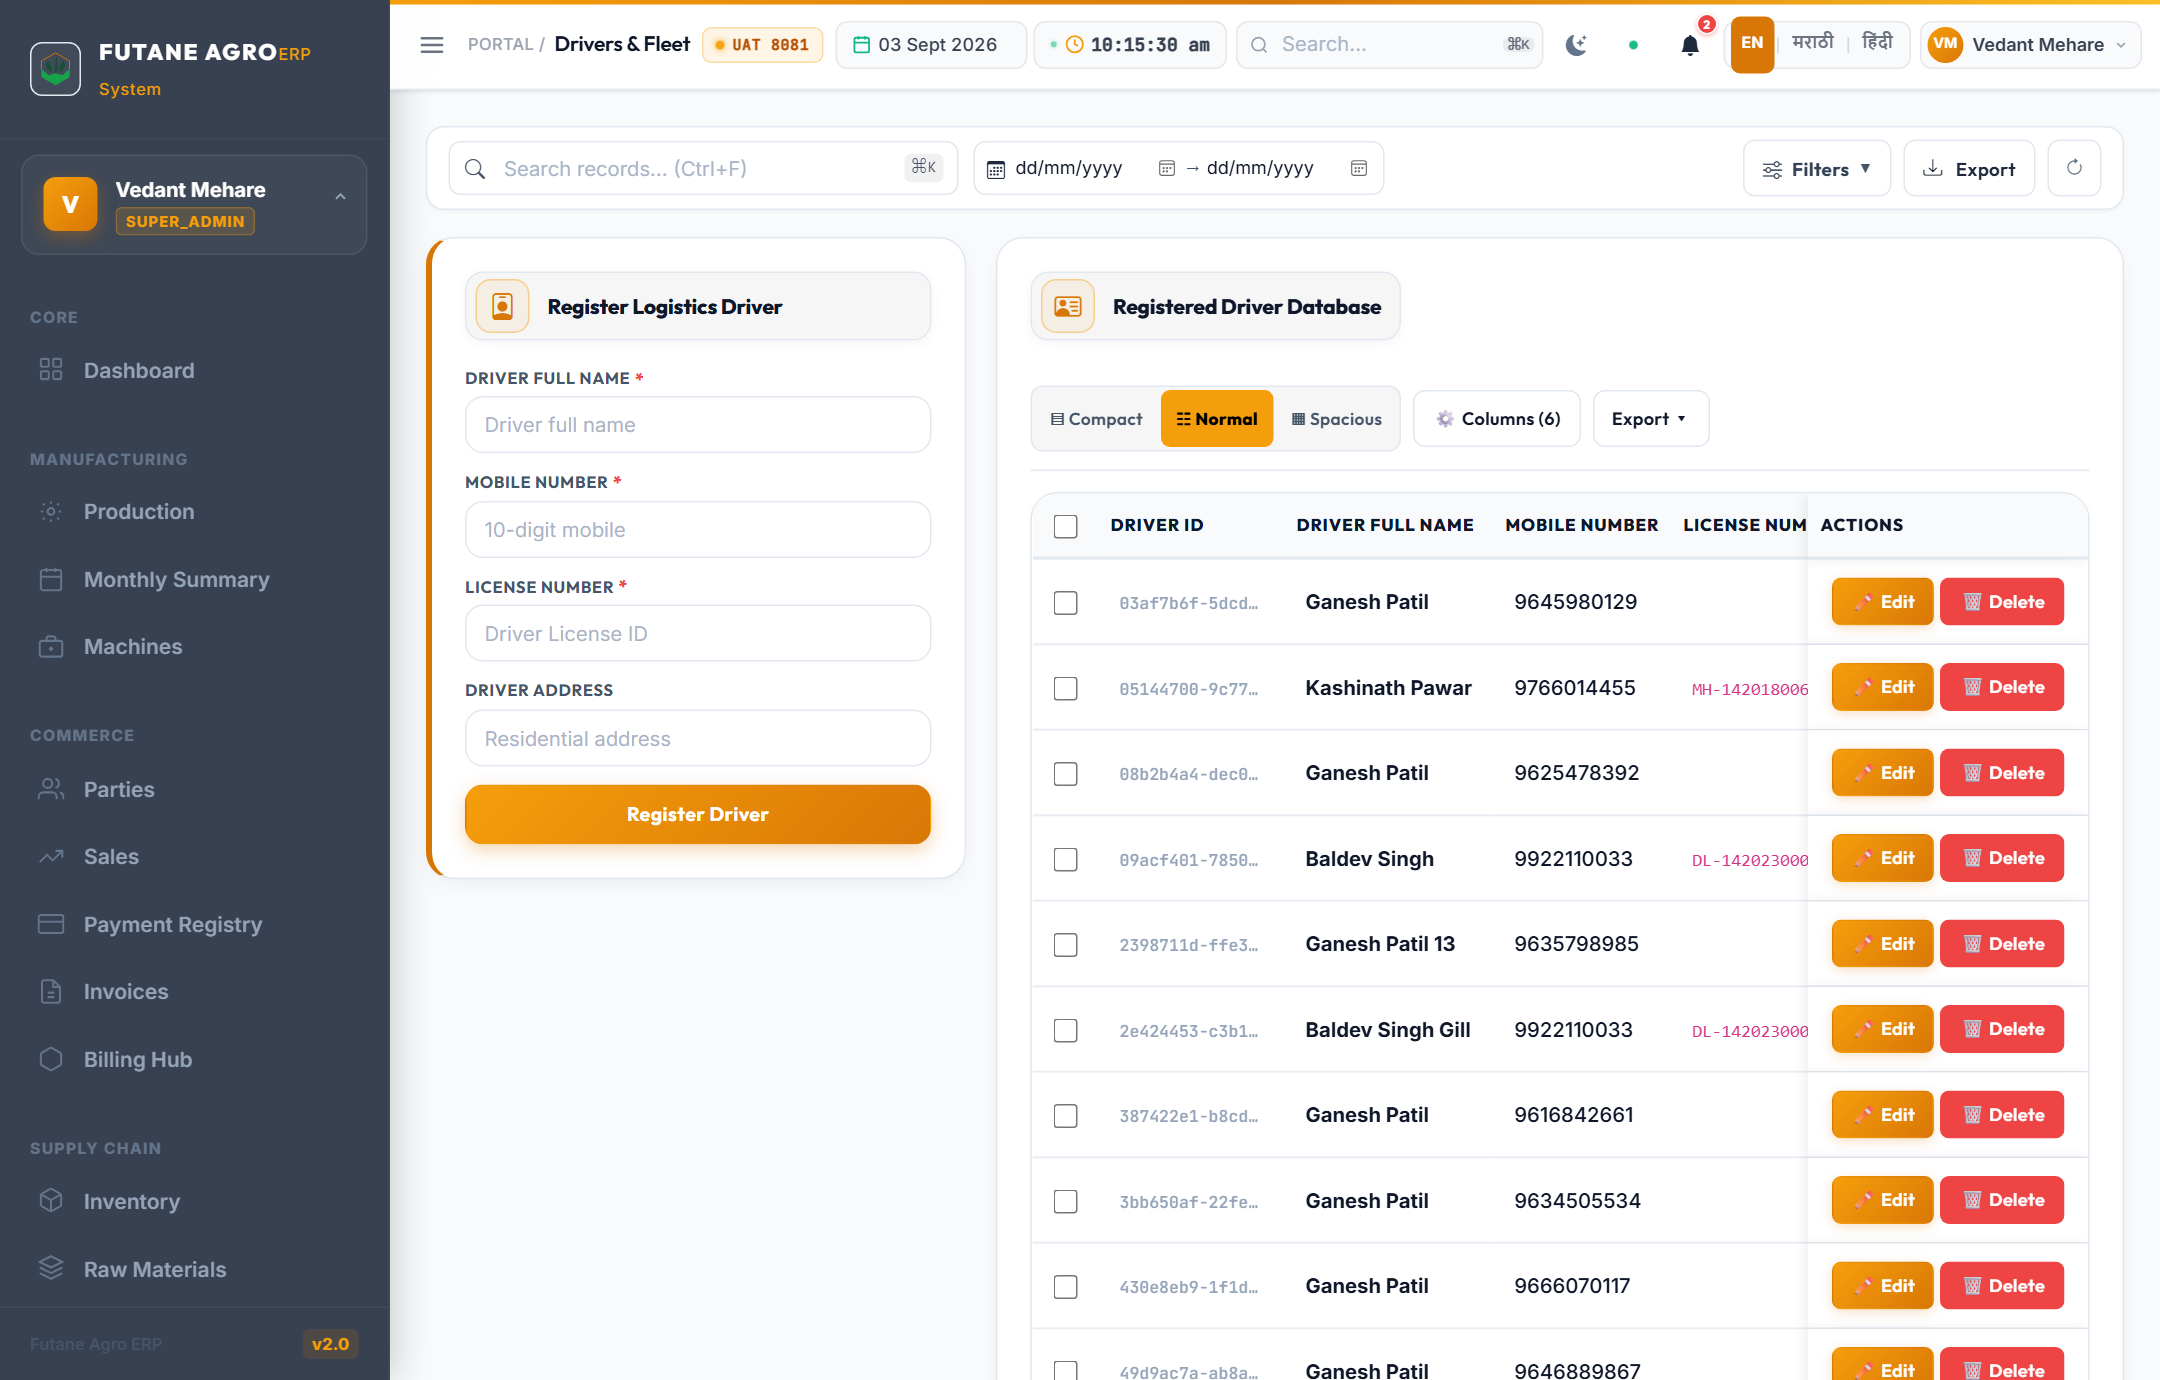 FUTANE AGRO ERP
System
Vedant Mehare
SUPER_ADMIN
V
CORE
Dashboard
MANUFACTURING
Production
Monthly Summary
Machines
COMMERCE
Parties
Sales
Payment Registry
Invoices
Billing Hub
SUPPLY CHAIN
Inventory
Raw Materials
Futane Agro ERP v2.0
PORTAL / Drivers & Fleet
UAT 8081
03 Sept 2026
10:15:30 am
Search... ⌘K
2
EN | मराठी | हिंदी
VM Vedant Mehare
Search records... (Ctrl+F) ⌘K
dd/mm/yyyy → dd/mm/yyyy
Filters ▼
Export
Register Logistics Driver
DRIVER FULL NAME *
Driver full name
MOBILE NUMBER *
10-digit mobile
LICENSE NUMBER *
Driver License ID
DRIVER ADDRESS
Residential address
Register Driver
Registered Driver Database
Compact Normal Spacious
Columns (6)
Export ▾
DRIVER ID DRIVER FULL NAME MOBILE NUMBER LICENSE NUM ACTIONS
03af7b6f-5dcd… Ganesh Patil 9645980129 Edit Delete
05144700-9c77… Kashinath Pawar 9766014455 MH-142018006 Edit Delete
08b2b4a4-dec0… Ganesh Patil 9625478392 Edit Delete
09acf401-7850… Baldev Singh 9922110033 DL-142023000 Edit Delete
2398711d-ffe3… Ganesh Patil 13 9635798985 Edit Delete
2e424453-c3b1… Baldev Singh Gill 9922110033 DL-142023000 Edit Delete
387422e1-b8cd… Ganesh Patil 9616842661 Edit Delete
3bb650af-22fe… Ganesh Patil 9634505534 Edit Delete
430e8eb9-1f1d… Ganesh Patil 9666070117 Edit Delete
49d9ac7a-ab8a… Ganesh Patil 9646889867 Edit Delete